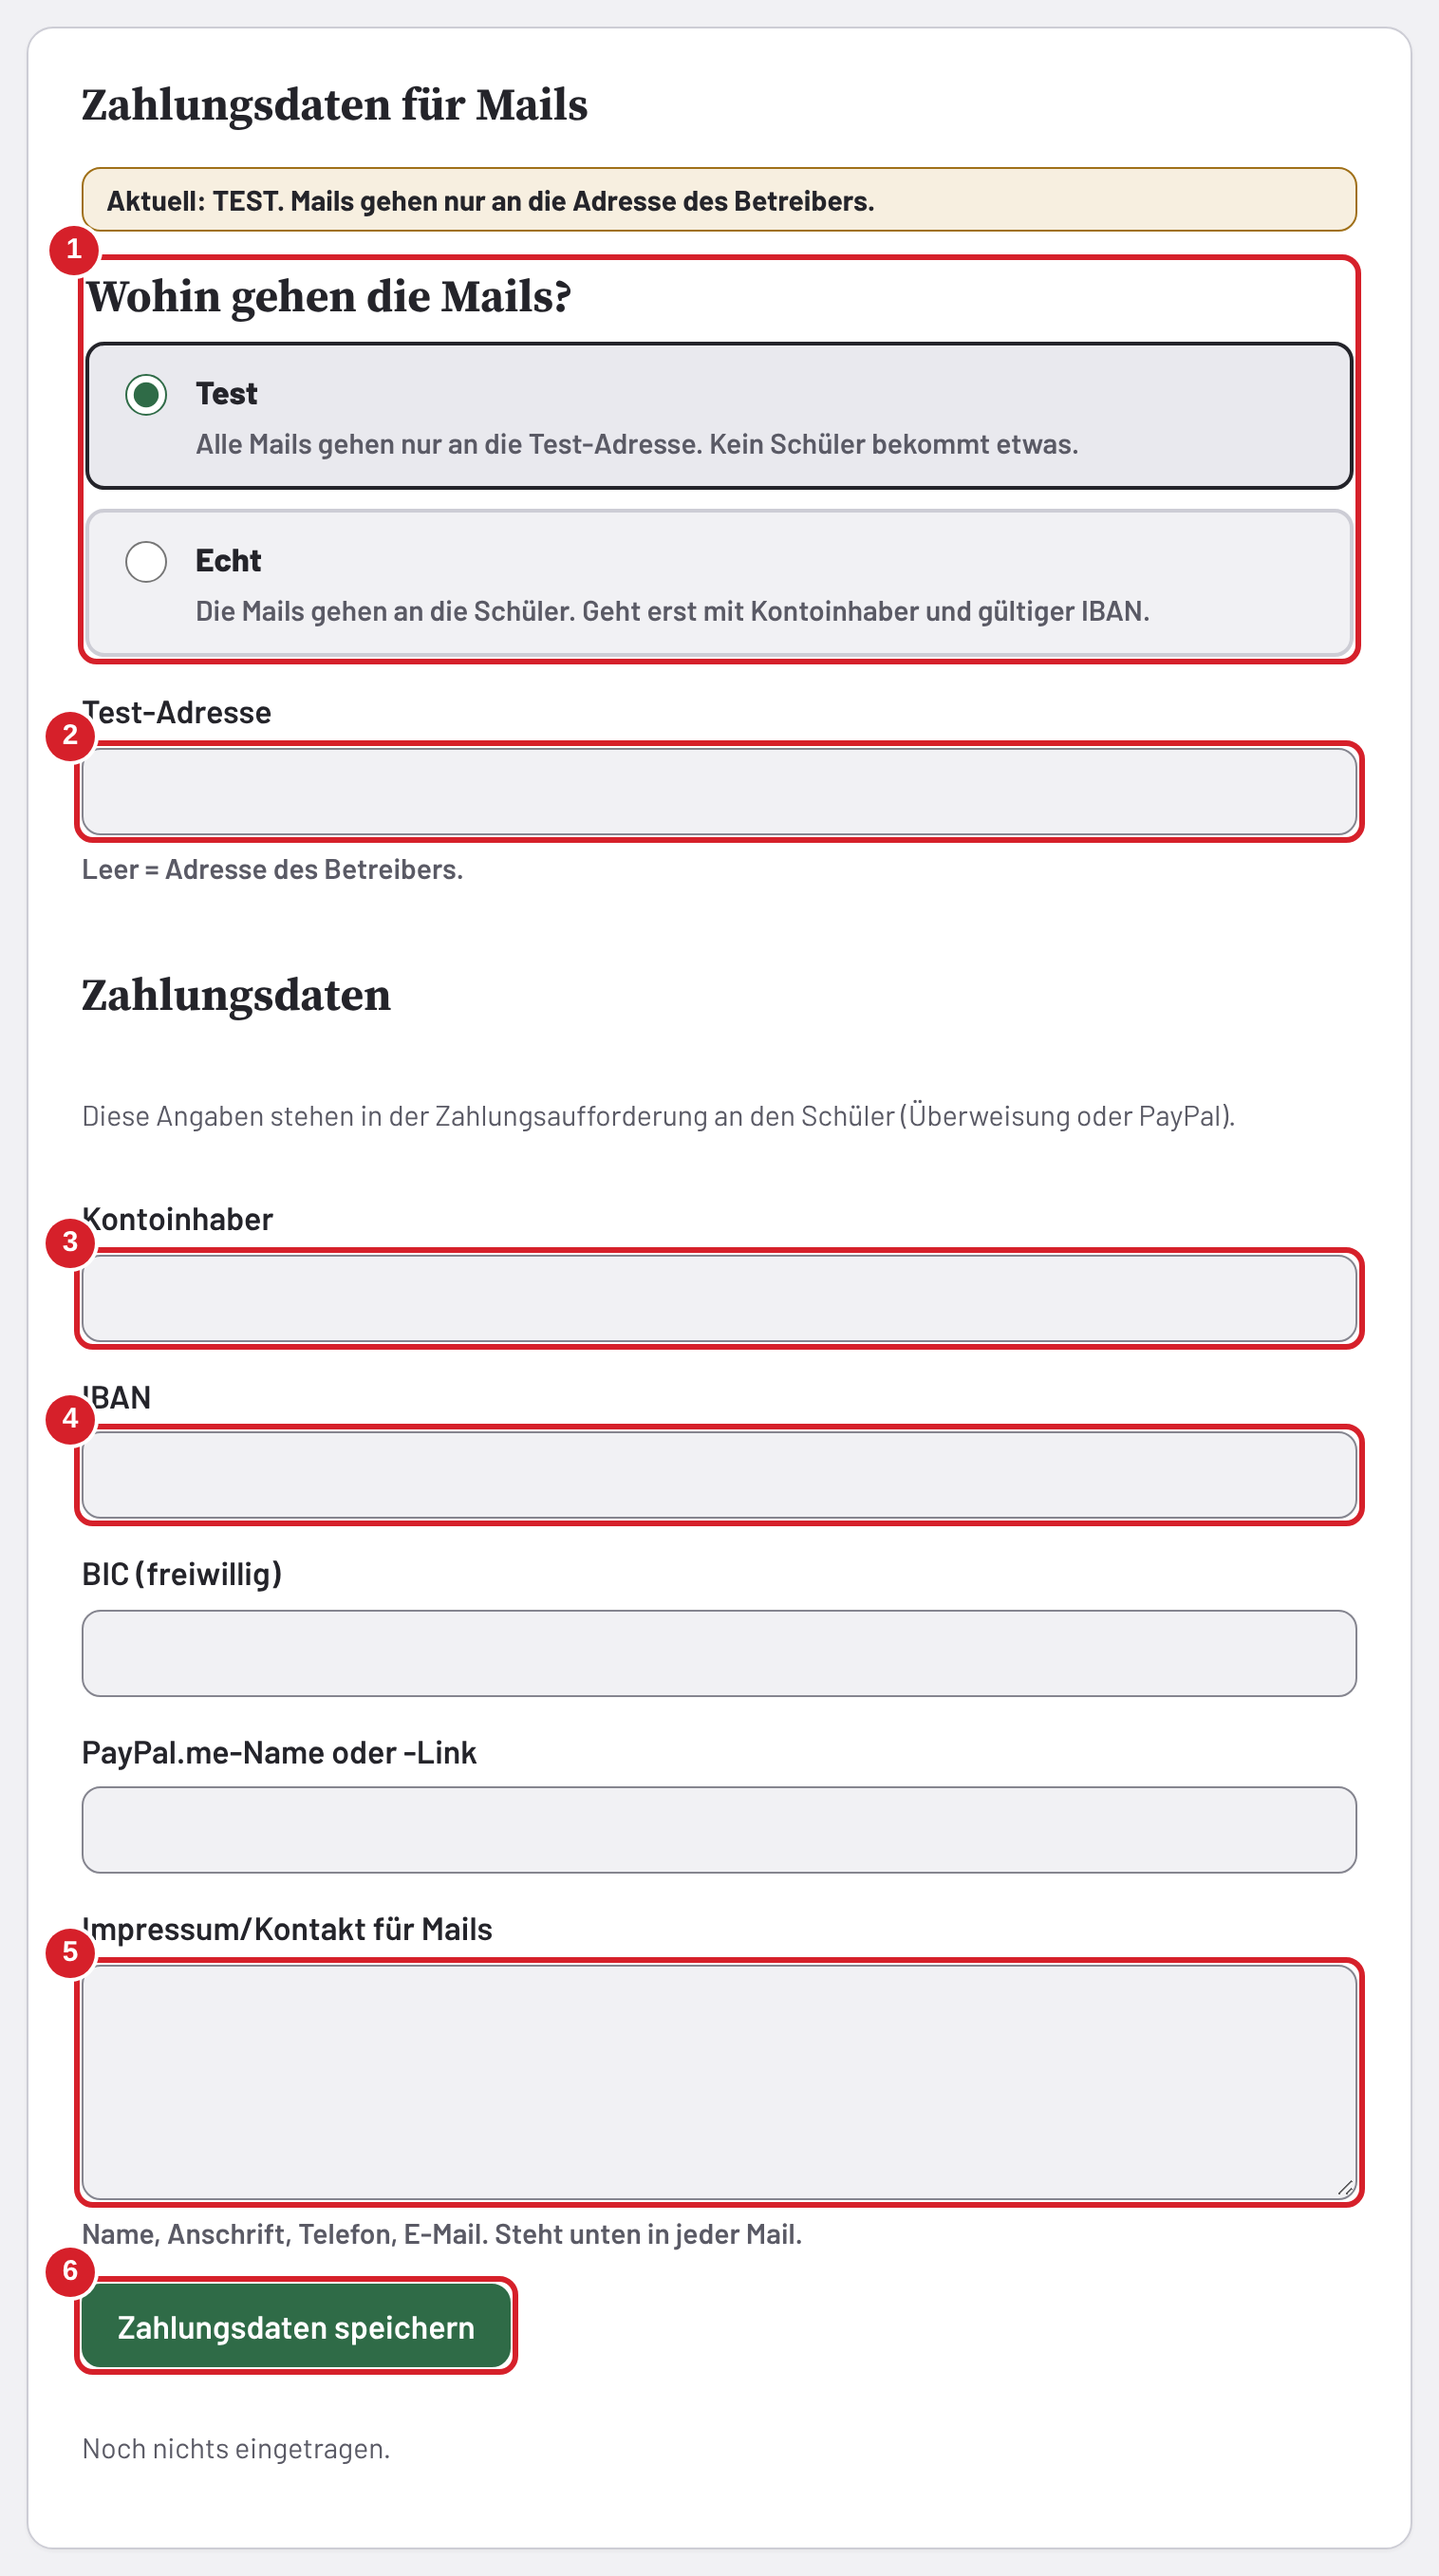 Zahlungsdaten für Mails
Aktuell: TEST. Mails gehen nur an die Adresse des Betreibers.
1
Wohin gehen die Mails?
Test
Alle Mails gehen nur an die Test-Adresse. Kein Schüler bekommt etwas.
Echt
Die Mails gehen an die Schüler. Geht erst mit Kontoinhaber und gültiger IBAN.
Test-Adresse
2
Leer = Adresse des Betreibers.
Zahlungsdaten
Diese Angaben stehen in der Zahlungsaufforderung an den Schüler (Überweisung oder PayPal).
Kontoinhaber
3
IBAN
4
BIC (freiwillig)
PayPal.me-Name oder -Link
Impressum/Kontakt für Mails
5
Name, Anschrift, Telefon, E-Mail. Steht unten in jeder Mail.
6
Zahlungsdaten speichern
Noch nichts eingetragen.